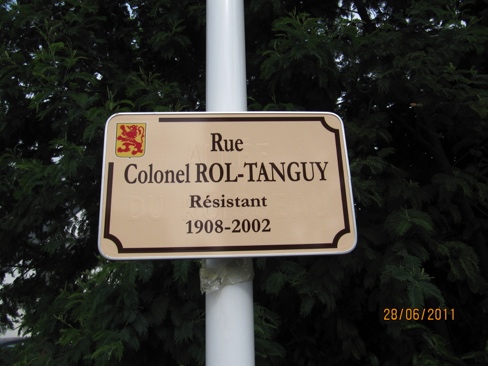 Rue
Colonel ROL-TANGUY
Résistant
1908-2002
28/06/2011